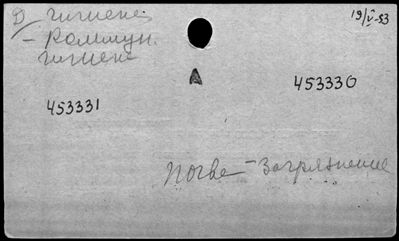 D гигиена 19/V-53
– Коммун.
гигиена
А
453330
453331
Почва – Загрязнение